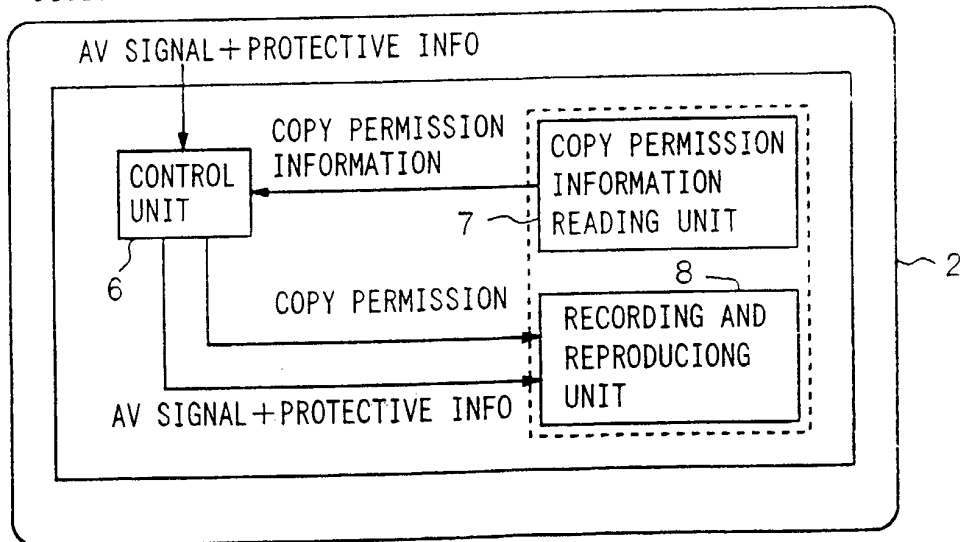 AV SIGNAL+PROTECTIVE INFO
COPY PERMISSION
INFORMATION
CONTROL
UNIT
COPY PERMISSION
INFORMATION
READING UNIT
7
6
2
8
COPY PERMISSION
RECORDING AND
REPRODUCIONG
UNIT
AV SIGNAL+PROTECTIVE INFO